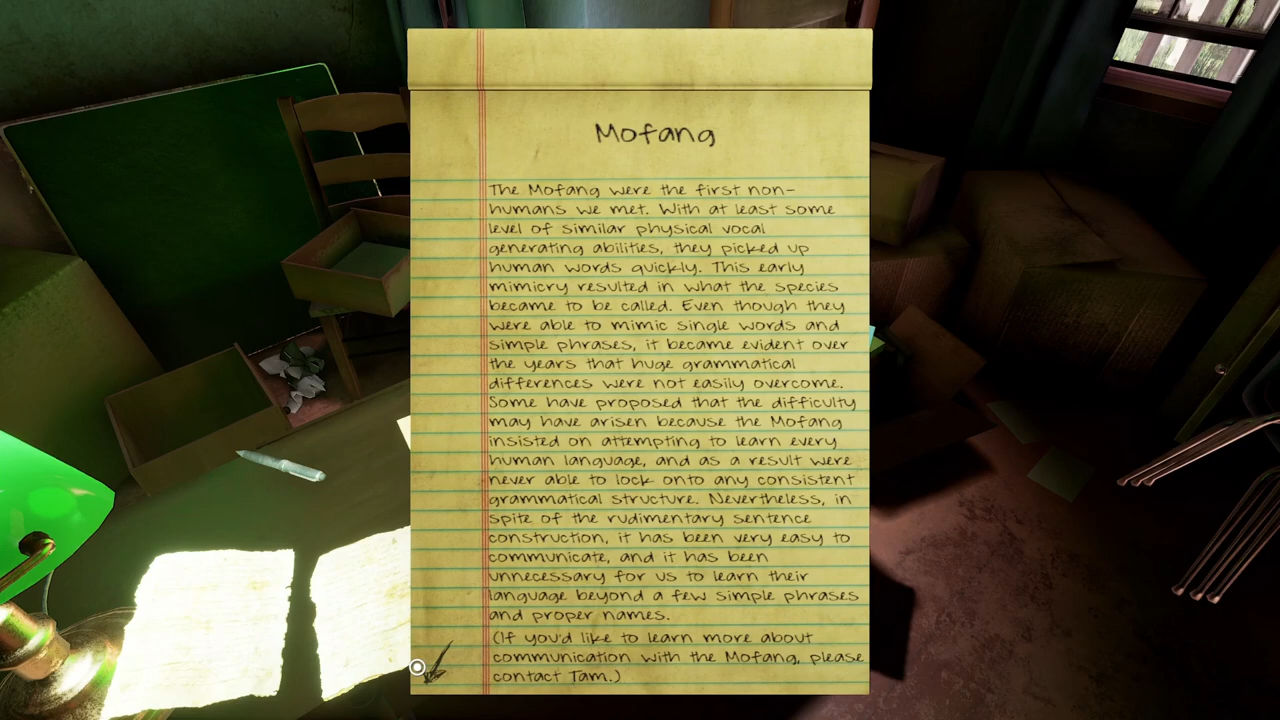 Mofang
The Mofang were the first non-
humans we met. With at least some
level of similar physical vocal
generating abilities, they picked up
human words quickly. This early
mimicry resulted in what the species
became to be called. Even though they
were able to mimic single words and
simple phrases, it became evident over
the years that huge grammatical
differences were not easily overcome.
Some have proposed that the difficulty
may have arisen because the Mofang
insisted on attempting to learn every
human language, and as a result were
never able to lock onto any consistent
grammatical structure. Nevertheless, in
spite of the rudimentary sentence
construction, it has been very easy to
communicate, and it has been
unnecessary for us to learn their
language beyond a few simple phrases
and proper names.
(If you'd like to learn more about
communication with the Mofang, please
contact Tam.)